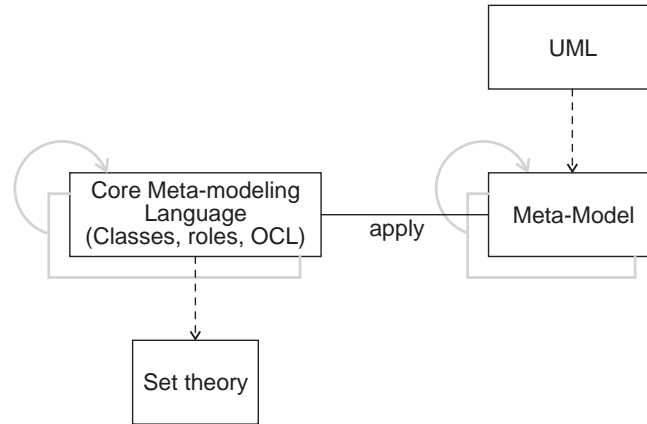 UML
Core Meta-modeling
Language
(Classes, roles, OCL)
apply
Meta-Model
Set theory